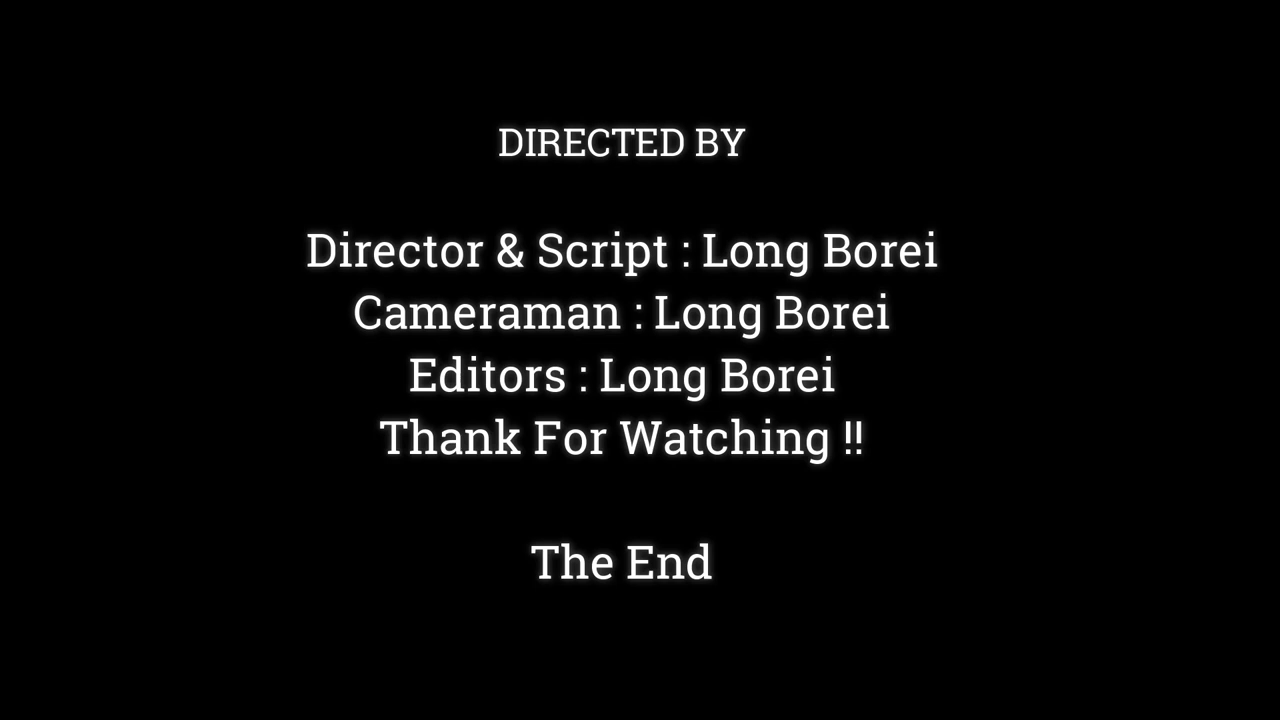 DIRECTED BY
Director & Script : Long Borei
Cameraman : Long Borei
Editors : Long Borei
Thank For Watching !!
The End